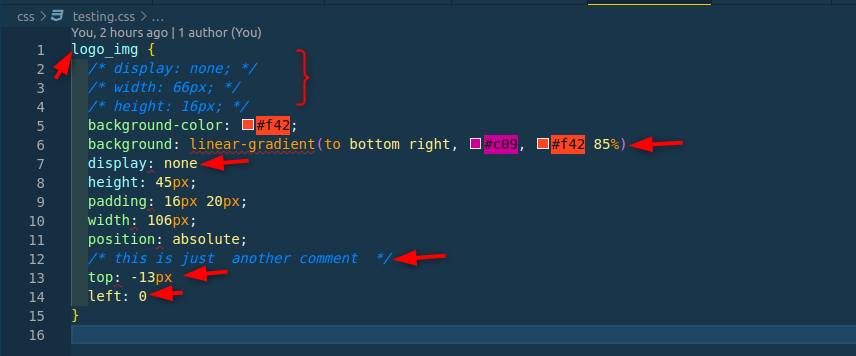 css > testing.css > ...
You, 2 hours ago | 1 author (You)
1 logo_img {
2 /* display: none; */
3 /* width: 66px; */
4 /* height: 16px; */
5 background-color: #f42;
6 background: linear-gradient(to bottom right, #c09, #f42 85%)
7 display: none
8 height: 45px;
9 padding: 16px 20px;
10 width: 106px;
11 position: absolute;
12 /* this is just  another comment  */
13 top: -13px
14 left: 0
15 }
16